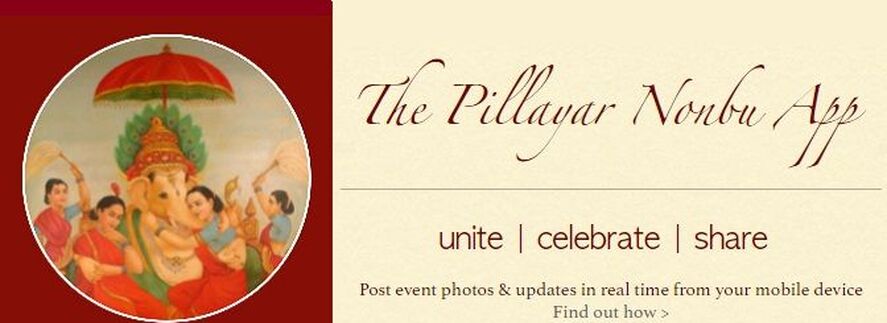 The Pillayar Nonbu App
unite | celebrate | share
Post event photos & updates in real time from your mobile device
Find out how >